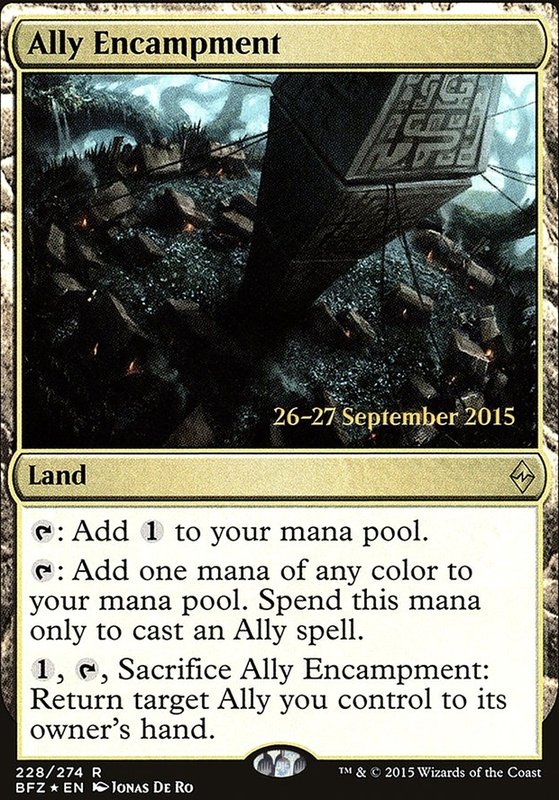 Ally Encampment
26–27 September 2015
Land
: Add 1 to your mana pool.
: Add one mana of any color to
your mana pool. Spend this mana
only to cast an Ally spell.
1, , Sacrifice Ally Encampment:
Return target Ally you control to its
owner's hand.
228/274 R
BFZ ★ EN Jonas De Ro
™ & © 2015 Wizards of the Coast